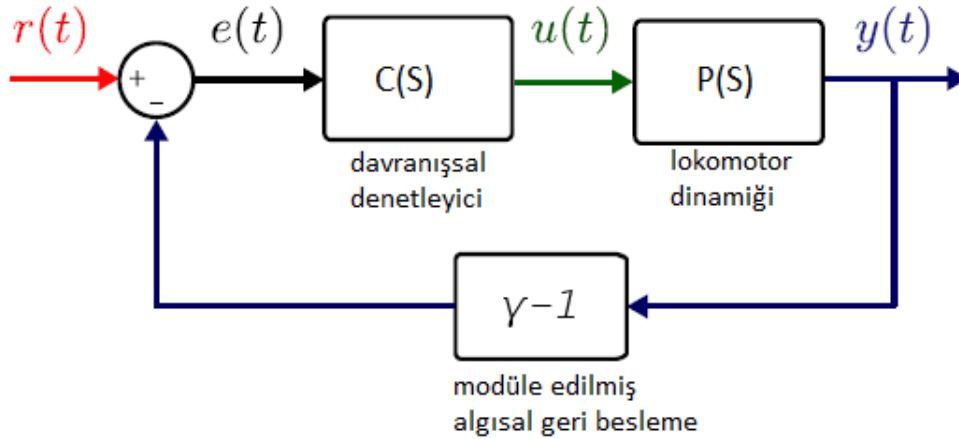 r(t) e(t) u(t) y(t)
+
−
C(S) P(S)
davranışsal
denetleyici
lokomotor
dinamiği
γ-1
modüle edilmiş
algısal geri besleme